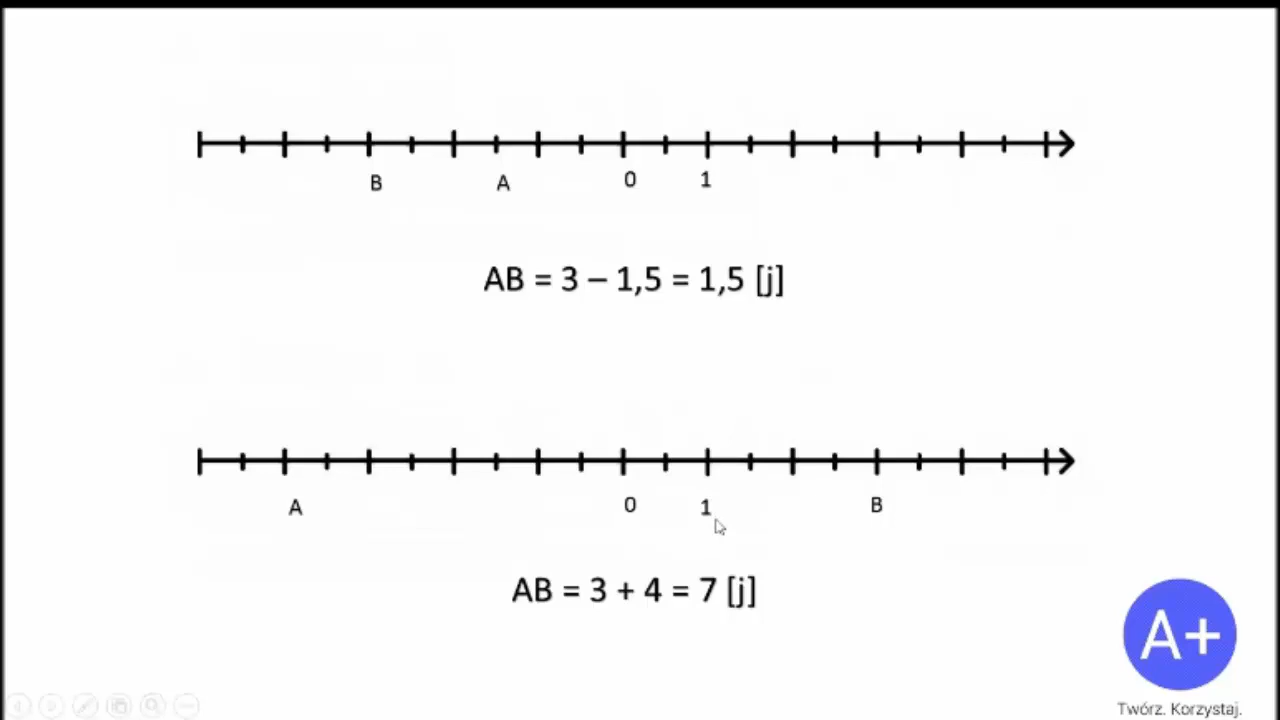 B A 0 1
AB = 3 – 1,5 = 1,5 [j]
A 0 1 B
AB = 3 + 4 = 7 [j]
A+
Twórz. Korzystaj.